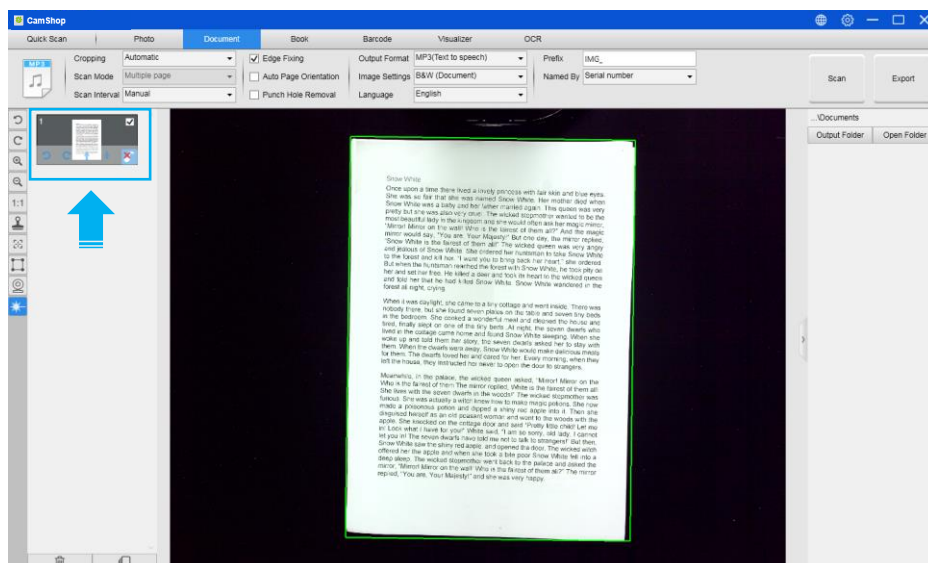 CamShop
Quick Scan Photo Document Book Barcode Visualizer OCR
MP3
Cropping Automatic Edge Fixing Output Format MP3(Text to speech) Prefix IMG_
Scan Mode Multiple page Auto Page Orientation Image Settings B&W (Document) Named By Serial number
Scan Interval Manual Punch Hole Removal Language English
Scan Export
1
...\Documents
Output Folder Open Folder
1:1
Snow White
Once upon a time there lived a lovely princess with fair skin and blue eyes.
She was so fair that she was named Snow White. Her mother died when
Snow White was a baby and her father married again. This queen was very
pretty but she was also very cruel. The wicked stepmother wanted to be the
most beautiful lady in the kingdom and she would often ask her magic mirror,
"Mirror! Mirror on the wall! Who is the fairest of them all?" And the magic
mirror would say, "You are. Your Majesty!" But one day, the mirror replied,
"Snow White is the fairest of them all!" The wicked queen was very angry
and jealous of Snow White. She ordered her huntsman to take Snow White
to the forest and kill her. "I want you to bring back her heart." she ordered.
But when the huntsman reached the forest with Snow White, he took pity on
her and set her free. He killed a deer and took its heart to the wicked queen
and told her that he had killed Snow White. Snow White wandered in the
forest all night, crying.
When it was daylight, she came to a tiny cottage and went inside. There was
nobody there, but she found seven plates on the table and seven tiny beds
in the bedroom. She cooked a wonderful meal and cleaned the house and
tired, finally slept on one of the tiny beds. At night, the seven dwarfs who
lived in the cottage came home and found Snow White sleeping. When she
woke up and told them her story, the seven dwarfs asked her to stay with
them. When the dwarfs were away, Snow White would make delicious meals
for them. The dwarfs loved her and cared for her. Every morning, when they
left the house, they instructed her never to open the door to strangers.
Meanwhile, in the palace, the wicked queen asked, "Mirror! Mirror on the
Who is the fairest of them The mirror replied, White is the fairest of them all!
She lives with the seven dwarfs in the woods!" The wicked stepmother was
furious. She was actually a witch knew how to make magic potions. She now
made a poisonous potion and dipped a shiny red apple into it. Then she
disguised herself as an old peasant woman and went to the woods with the
apple. She knocked on the cottage door and said "Pretty little child! Let me
in! Look what I have for you!" White said, "I am so sorry, old lady, I cannot
let you in! The seven dwarfs have told me not to talk to strangers!" But then,
Snow White saw the shiny red apple, and opened the door. The wicked witch
offered her the apple and when she took a bite poor Snow White fell into a
deep sleep. The wicked stepmother went back to the palace and asked the
mirror, "Mirror! Mirror on the wall! Who is the fairest of them all?" The mirror
replied, "You are. Your Majesty!" and she was very happy.